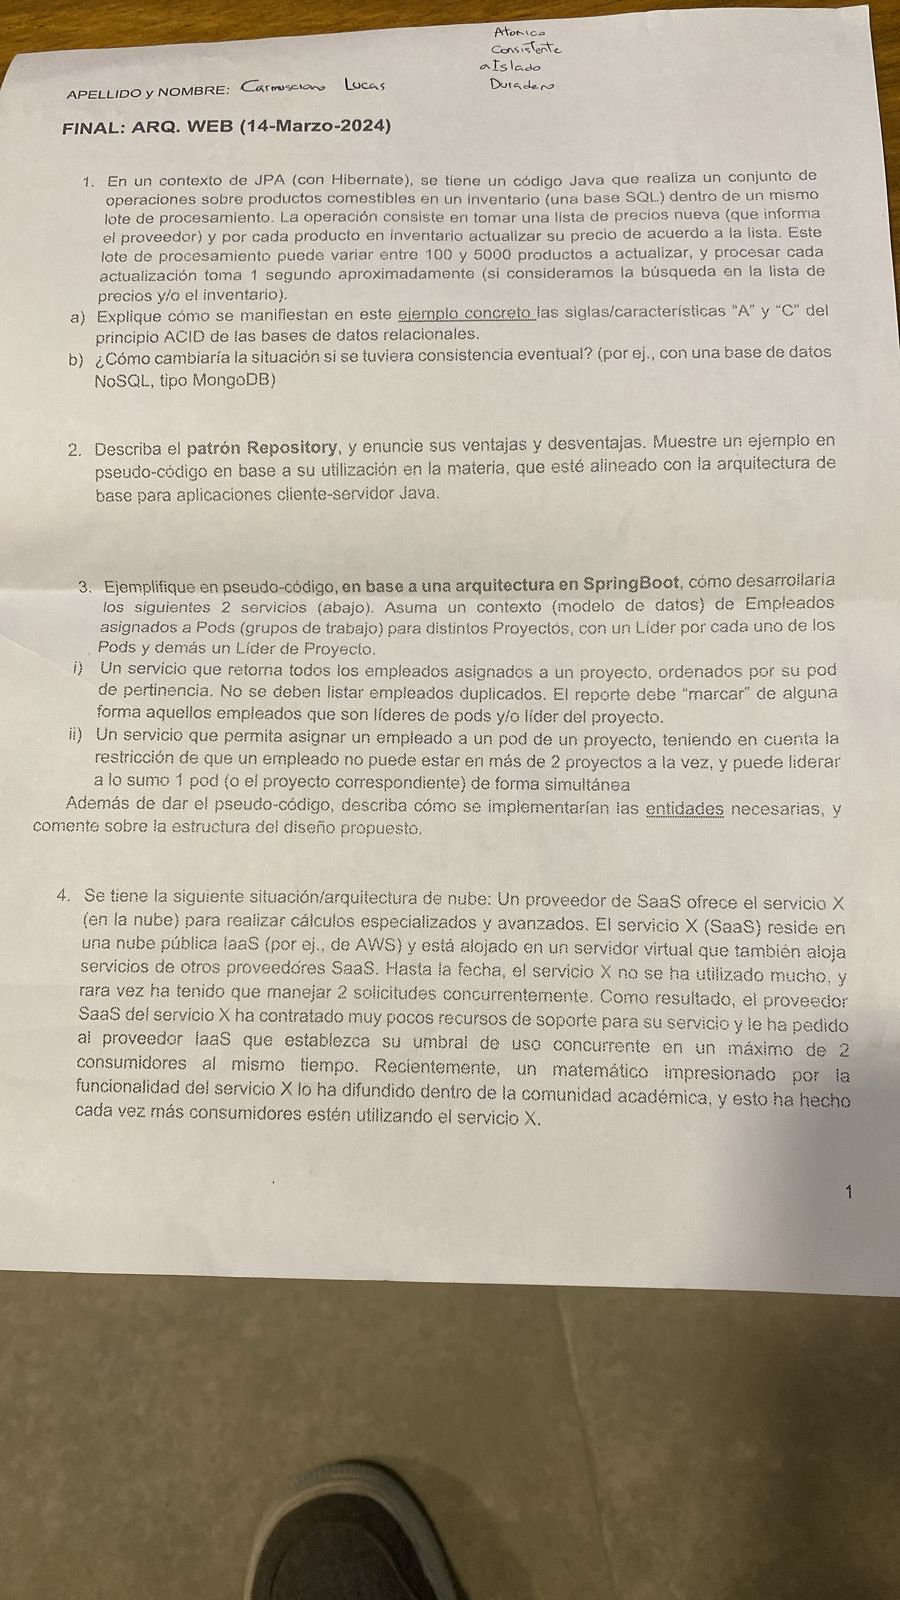 Atomico
Consistente
aIslado
Duradero
APELLIDO y NOMBRE: Carmusciano Lucas
FINAL: ARQ. WEB (14-Marzo-2024)
1. En un contexto de JPA (con Hibernate), se tiene un código Java que realiza un conjunto de
operaciones sobre productos comestibles en un inventario (una base SQL) dentro de un mismo
lote de procesamiento. La operación consiste en tomar una lista de precios nueva (que informa
el proveedor) y por cada producto en inventario actualizar su precio de acuerdo a la lista. Este
lote de procesamiento puede variar entre 100 y 5000 productos a actualizar, y procesar cada
actualización toma 1 segundo aproximadamente (si consideramos la búsqueda en la lista de
precios y/o el inventario).
a) Explique cómo se manifiestan en este ejemplo concreto las siglas/características “A” y “C” del
principio ACID de las bases de datos relacionales.
b) ¿Cómo cambiaría la situación si se tuviera consistencia eventual? (por ej., con una base de datos
NoSQL, tipo MongoDB)
2. Describa el patrón Repository, y enuncie sus ventajas y desventajas. Muestre un ejemplo en
pseudo-código en base a su utilización en la materia, que esté alineado con la arquitectura de
base para aplicaciones cliente-servidor Java.
3. Ejemplifique en pseudo-código, en base a una arquitectura en SpringBoot, cómo desarrollaría
los siguientes 2 servicios (abajo). Asuma un contexto (modelo de datos) de Empleados
asignados a Pods (grupos de trabajo) para distintos Proyectos, con un Líder por cada uno de los
Pods y demás un Líder de Proyecto.
i) Un servicio que retorna todos los empleados asignados a un proyecto, ordenados por su pod
de pertinencia. No se deben listar empleados duplicados. El reporte debe “marcar” de alguna
forma aquellos empleados que son líderes de pods y/o líder del proyecto.
ii) Un servicio que permita asignar un empleado a un pod de un proyecto, teniendo en cuenta la
restricción de que un empleado no puede estar en más de 2 proyectos a la vez, y puede liderar
a lo sumo 1 pod (o el proyecto correspondiente) de forma simultánea
Además de dar el pseudo-código, describa cómo se implementarían las entidades necesarias, y
comente sobre la estructura del diseño propuesto.
4. Se tiene la siguiente situación/arquitectura de nube: Un proveedor de SaaS ofrece el servicio X
(en la nube) para realizar cálculos especializados y avanzados. El servicio X (SaaS) reside en
una nube pública IaaS (por ej., de AWS) y está alojado en un servidor virtual que también aloja
servicios de otros proveedores SaaS. Hasta la fecha, el servicio X no se ha utilizado mucho, y
rara vez ha tenido que manejar 2 solicitudes concurrentemente. Como resultado, el proveedor
SaaS del servicio X ha contratado muy pocos recursos de soporte para su servicio y le ha pedido
al proveedor IaaS que establezca su umbral de uso concurrente en un máximo de 2
consumidores al mismo tiempo. Recientemente, un matemático impresionado por la
funcionalidad del servicio X lo ha difundido dentro de la comunidad académica, y esto ha hecho
cada vez más consumidores estén utilizando el servicio X.
1